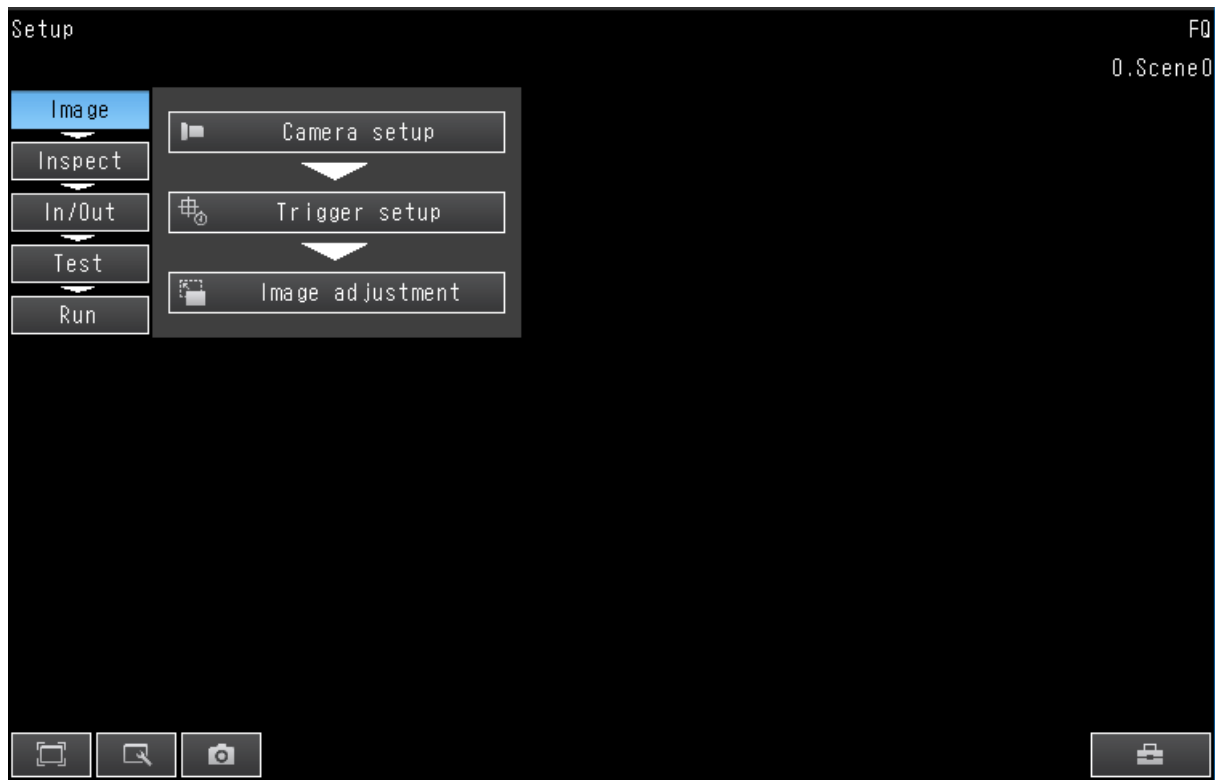 Setup
FQ
0.Scene0
Image
Inspect
In/Out
Test
Run
Camera setup
Trigger setup
Image adjustment